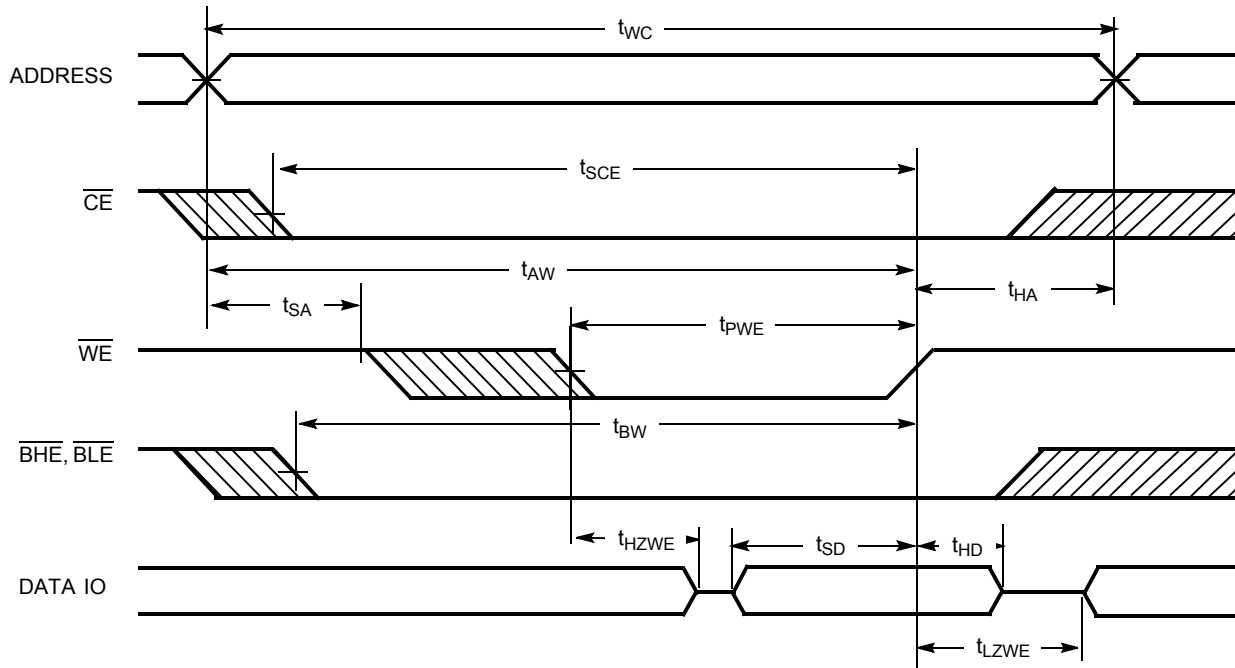 tWC
ADDRESS
tSCE
CE
tAW
tSA
tHA
tPWE
WE
tBW
BHE, BLE
tHZWE
tSD
tHD
DATA IO
tLZWE